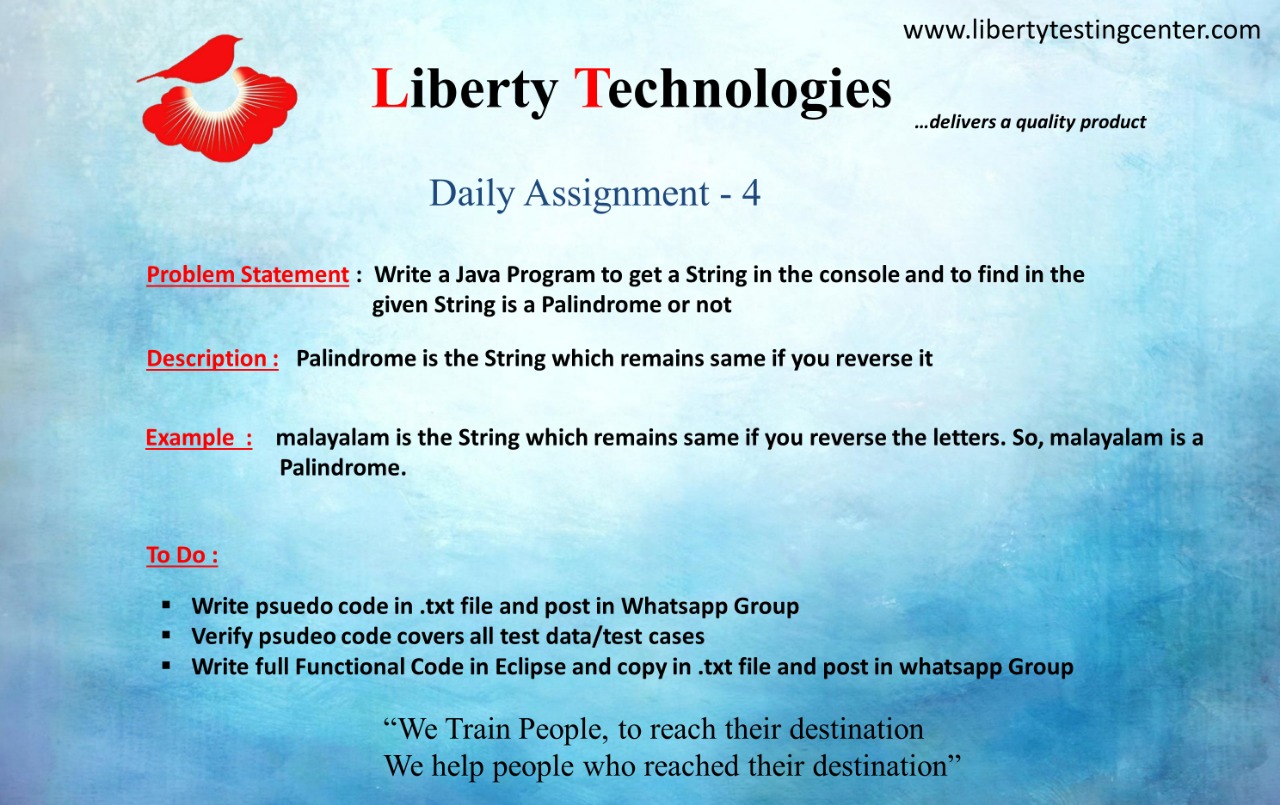 www.libertytestingcenter.com
Liberty Technologies
...delivers a quality product
Daily Assignment - 4
Problem Statement : Write a Java Program to get a String in the console and to find in the
given String is a Palindrome or not
Description : Palindrome is the String which remains same if you reverse it
Example : malayalam is the String which remains same if you reverse the letters. So, malayalam is a
Palindrome.
To Do :
▪ Write psuedo code in .txt file and post in Whatsapp Group
▪ Verify psudeo code covers all test data/test cases
▪ Write full Functional Code in Eclipse and copy in .txt file and post in whatsapp Group
“We Train People, to reach their destination
We help people who reached their destination”